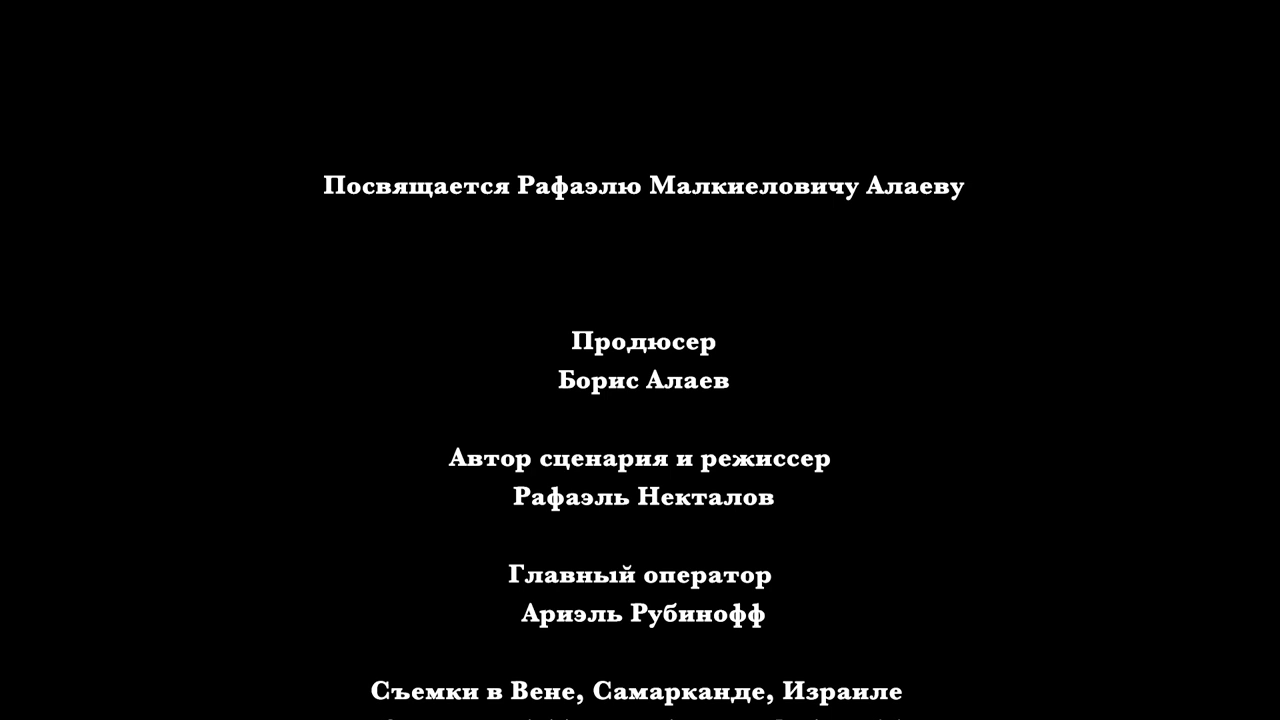 Посвящается Рафаэлю Малкиеловичу Алаеву
Продюсер
Борис Алаев
Автор сценария и режиссер
Рафаэль Некталов
Главный оператор
Ариэль Рубинофф
Съемки в Вене, Самарканде, Израиле